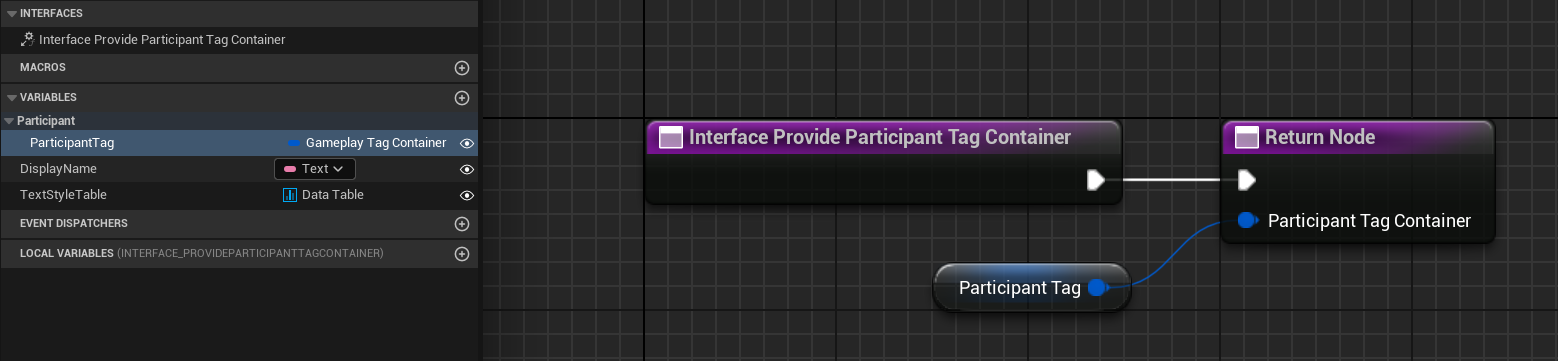 INTERFACES
Interface Provide Participant Tag Container
MACROS
VARIABLES
Participant
ParticipantTag Gameplay Tag Container
DisplayName Text
TextStyleTable Data Table
EVENT DISPATCHERS
LOCAL VARIABLES (INTERFACE_PROVIDEPARTICIPANTTAGCONTAINER)
Interface Provide Participant Tag Container
Return Node
Participant Tag Container
Participant Tag